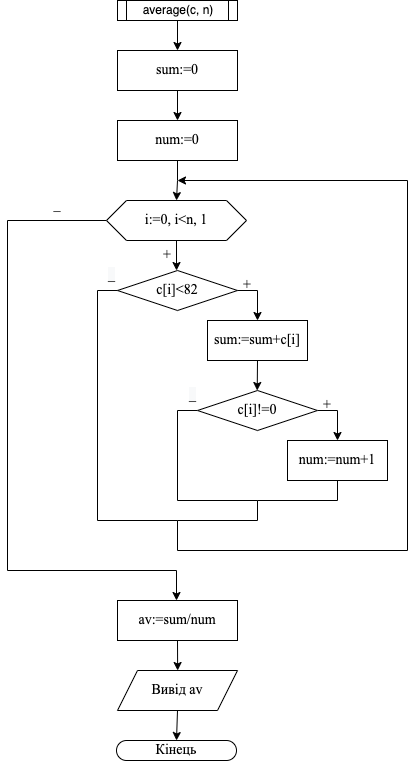 average(c, n)
sum:=0
num:=0
i:=0, i<n, 1
–
+
c[i]<82
–
+
sum:=sum+c[i]
c[i]!=0
–
+
num:=num+1
av:=sum/num
Вивід av
Кінець